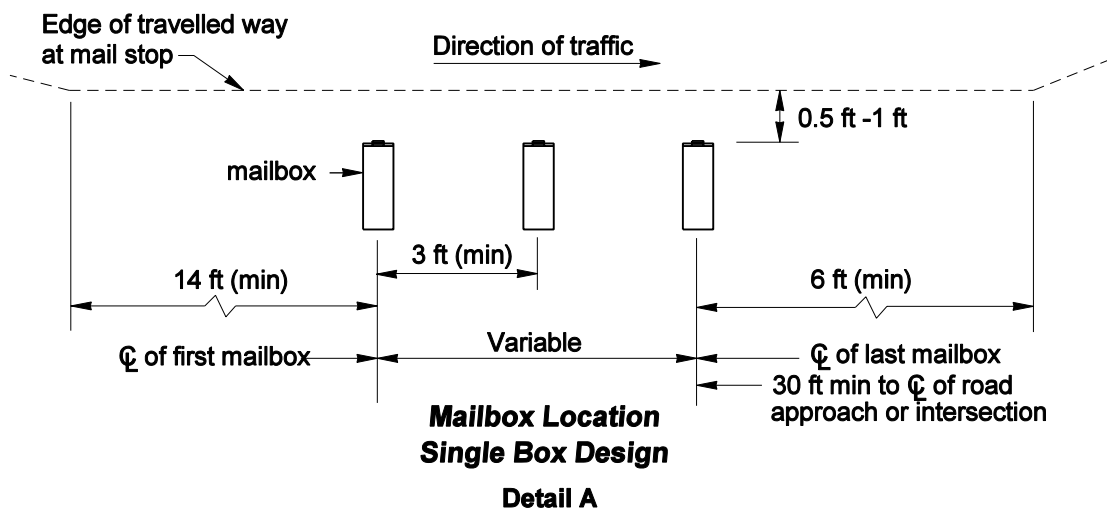 Edge of travelled way
at mail stop
Direction of traffic
0.5 ft -1 ft
mailbox
3 ft (min)
14 ft (min)
6 ft (min)
℄ of first mailbox
Variable
℄ of last mailbox
30 ft min to ℄ of road
approach or intersection
Mailbox Location
Single Box Design
Detail A